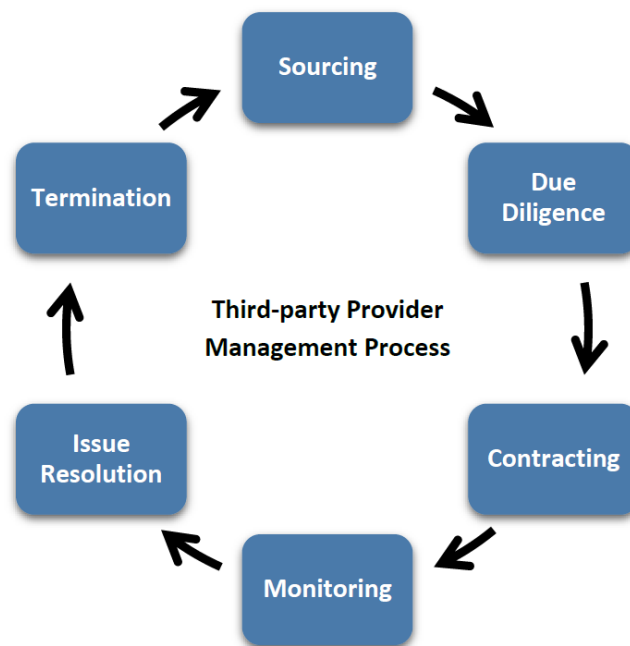 Sourcing
Due
Diligence
Contracting
Monitoring
Issue
Resolution
Termination
Third-party Provider
Management Process